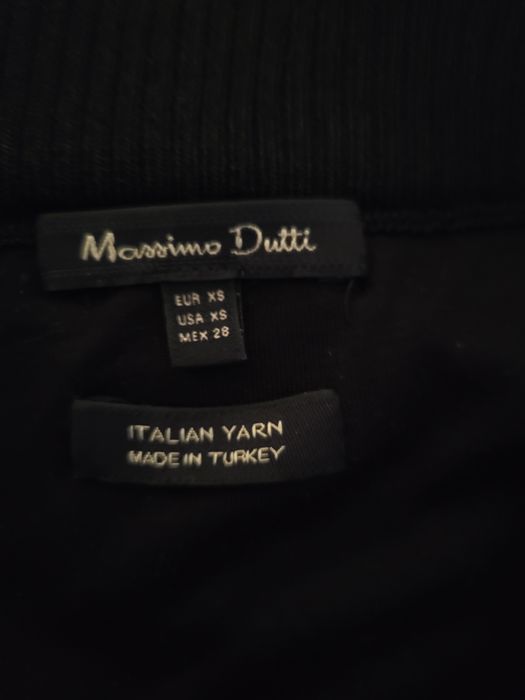 Massimo Dutti
EUR XS
USA XS
MEX 28
ITALIAN YARN
MADE IN TURKEY